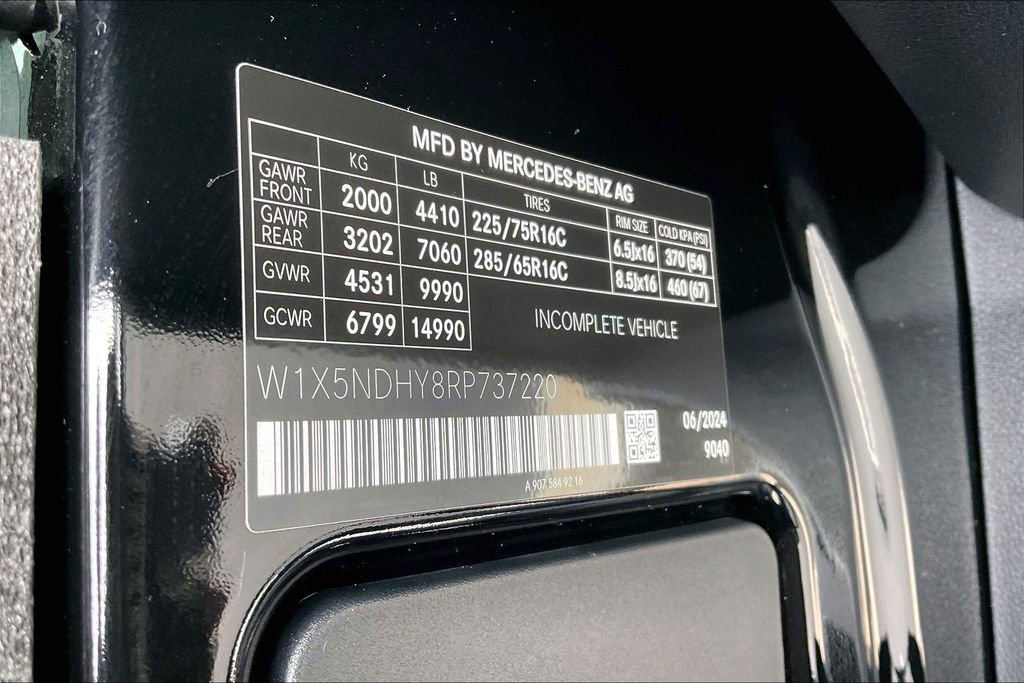 MFD BY MERCEDES-BENZ AG
KG LB TIRES RIM SIZE COLD KPA (PSI)
GAWR FRONT 2000 4410 225/75R16C 6.5Jx16 370 (54)
GAWR REAR 3202 7060 285/65R16C 8.5Jx16 460 (67)
GVWR 4531 9990
GCWR 6799 14990
INCOMPLETE VEHICLE
W1X5NDHY8RP737220
06/2024
9040
A 907 584 92 16